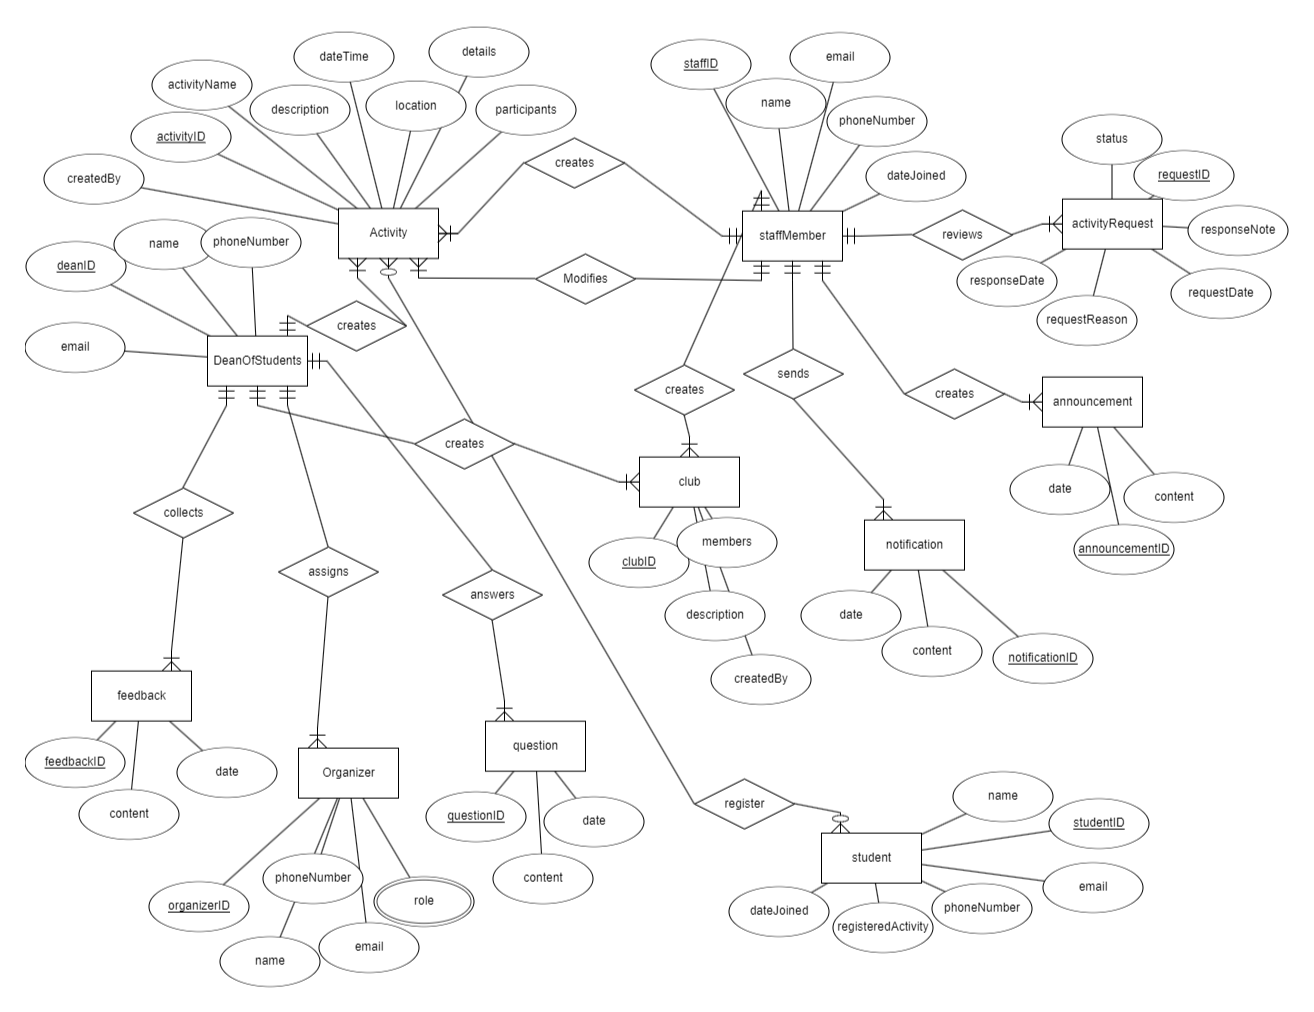 details
dateTime
email
staffID
activityName
name
location
description
participants
phoneNumber
activityID
status
creates
requestID
dateJoined
createdBy
responseNote
Activity
activityRequest
staffMember
reviews
name
phoneNumber
deanID
Modifies
responseDate
requestDate
requestReason
creates
email
DeanOfStudents
sends
creates
creates
announcement
creates
club
date
content
collects
members
notification
announcementID
clubID
assigns
answers
description
date
content
notificationID
createdBy
feedback
question
feedbackID
date
Organizer
name
register
content
questionID
date
studentID
student
phoneNumber
content
email
role
organizerID
dateJoined
phoneNumber
registeredActivity
name
email